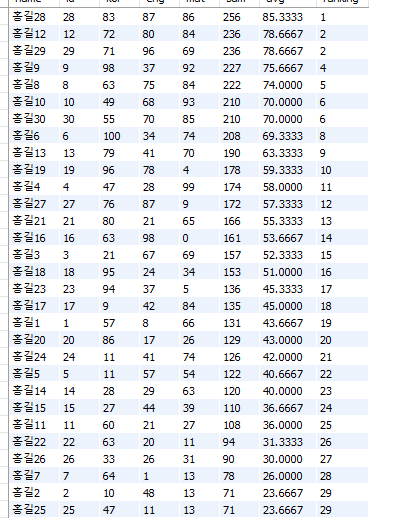 name id kor eng mat sum avg ranking
홍길28 28 83 87 86 256 85.3333 1
홍길12 12 72 80 84 236 78.6667 2
홍길29 29 71 96 69 236 78.6667 2
홍길9 9 98 37 92 227 75.6667 4
홍길8 8 63 75 84 222 74.0000 5
홍길10 10 49 68 93 210 70.0000 6
홍길30 30 55 70 85 210 70.0000 6
홍길6 6 100 34 74 208 69.3333 8
홍길13 13 79 41 70 190 63.3333 9
홍길19 19 96 78 4 178 59.3333 10
홍길4 4 47 28 99 174 58.0000 11
홍길27 27 76 87 9 172 57.3333 12
홍길21 21 80 21 65 166 55.3333 13
홍길16 16 63 98 0 161 53.6667 14
홍길3 3 21 67 69 157 52.3333 15
홍길18 18 95 24 34 153 51.0000 16
홍길23 23 94 37 5 136 45.3333 17
홍길17 17 9 42 84 135 45.0000 18
홍길1 1 57 8 66 131 43.6667 19
홍길20 20 86 17 26 129 43.0000 20
홍길24 24 11 41 74 126 42.0000 21
홍길5 5 11 57 54 122 40.6667 22
홍길14 14 28 29 63 120 40.0000 23
홍길15 15 27 44 39 110 36.6667 24
홍길11 11 60 21 27 108 36.0000 25
홍길22 22 63 20 11 94 31.3333 26
홍길26 26 33 26 31 90 30.0000 27
홍길7 7 64 1 13 78 26.0000 28
홍길2 2 10 48 13 71 23.6667 29
홍길25 25 47 11 13 71 23.6667 29